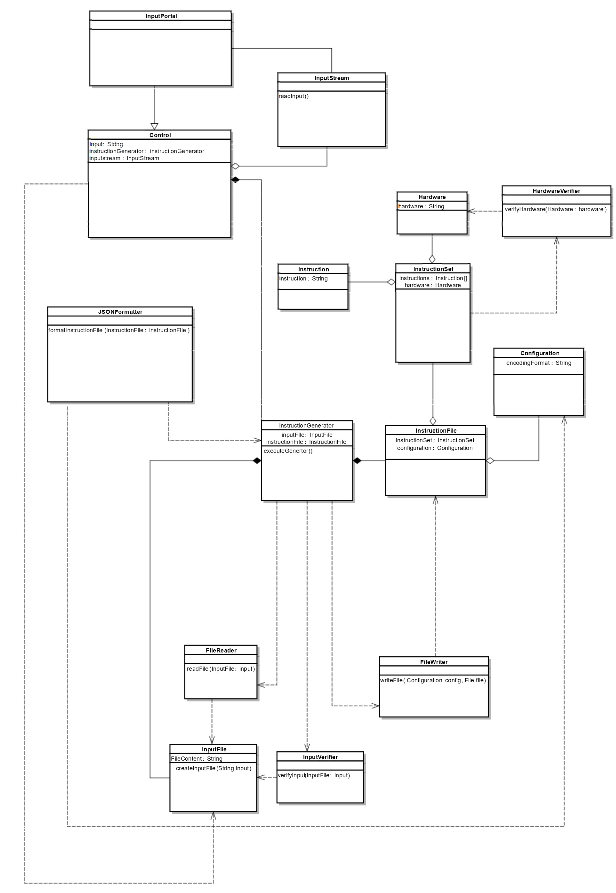 InputPortal
InputStream
readInput()
Control
Input: String
instructionGenerator : InstructionGenerator
inputstream : InputStream
Hardware
hardware : String
HardwareVerifier
verifyHardware(Hardware : hardware )
Instruction
instruction : String
InstructionSet
instructions : Instruction[]
hardware : Hardware
JSONFormatter
formatInstructionFile (InstructionFile : InstructionFile )
Configuration
encodingFormat : String
InstructionGenerator
inputFile: InputFile
instructionFile : InstructionFile
executeGenertor()
InstructionFile
instructionSet : InstructionSet
configuration : Configuration
FileReader
readFile(InputFile: Input)
FileWriter
writeFile( Configuration config, File file)
InputFile
FileContent : String
createInputFile(String input)
InputVerifier
verifyInput(InputFile: Input)